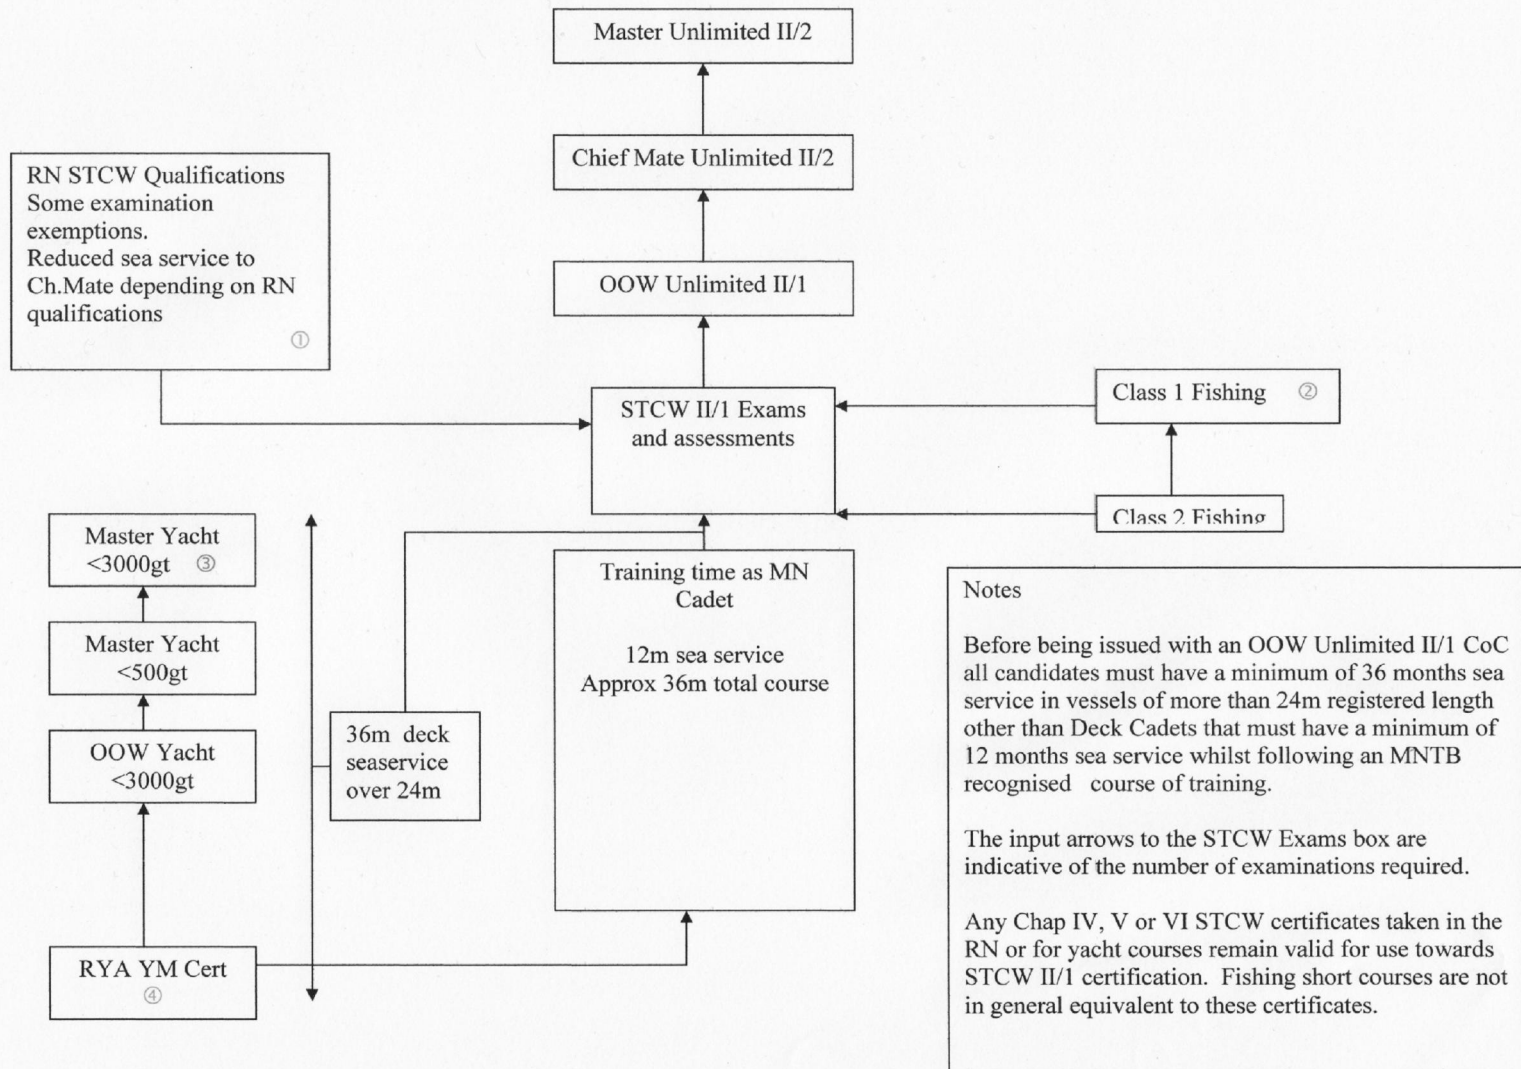 Master Unlimited II/2
Chief Mate Unlimited II/2
RN STCW Qualifications
Some examination
exemptions.
Reduced sea service to
Ch.Mate depending on RN
qualifications
①
OOW Unlimited II/1
STCW II/1 Exams
and assessments
Class 1 Fishing ②
Class 2 Fishing
Master Yacht
<3000gt ③
Master Yacht
<500gt
OOW Yacht
<3000gt
RYA YM Cert
④
36m deck
seaservice
over 24m
Training time as MN
Cadet
12m sea service
Approx 36m total course
Notes
Before being issued with an OOW Unlimited II/1 CoC
all candidates must have a minimum of 36 months sea
service in vessels of more than 24m registered length
other than Deck Cadets that must have a minimum of
12 months sea service whilst following an MNTB
recognised course of training.
The input arrows to the STCW Exams box are
indicative of the number of examinations required.
Any Chap IV, V or VI STCW certificates taken in the
RN or for yacht courses remain valid for use towards
STCW II/1 certification. Fishing short courses are not
in general equivalent to these certificates.